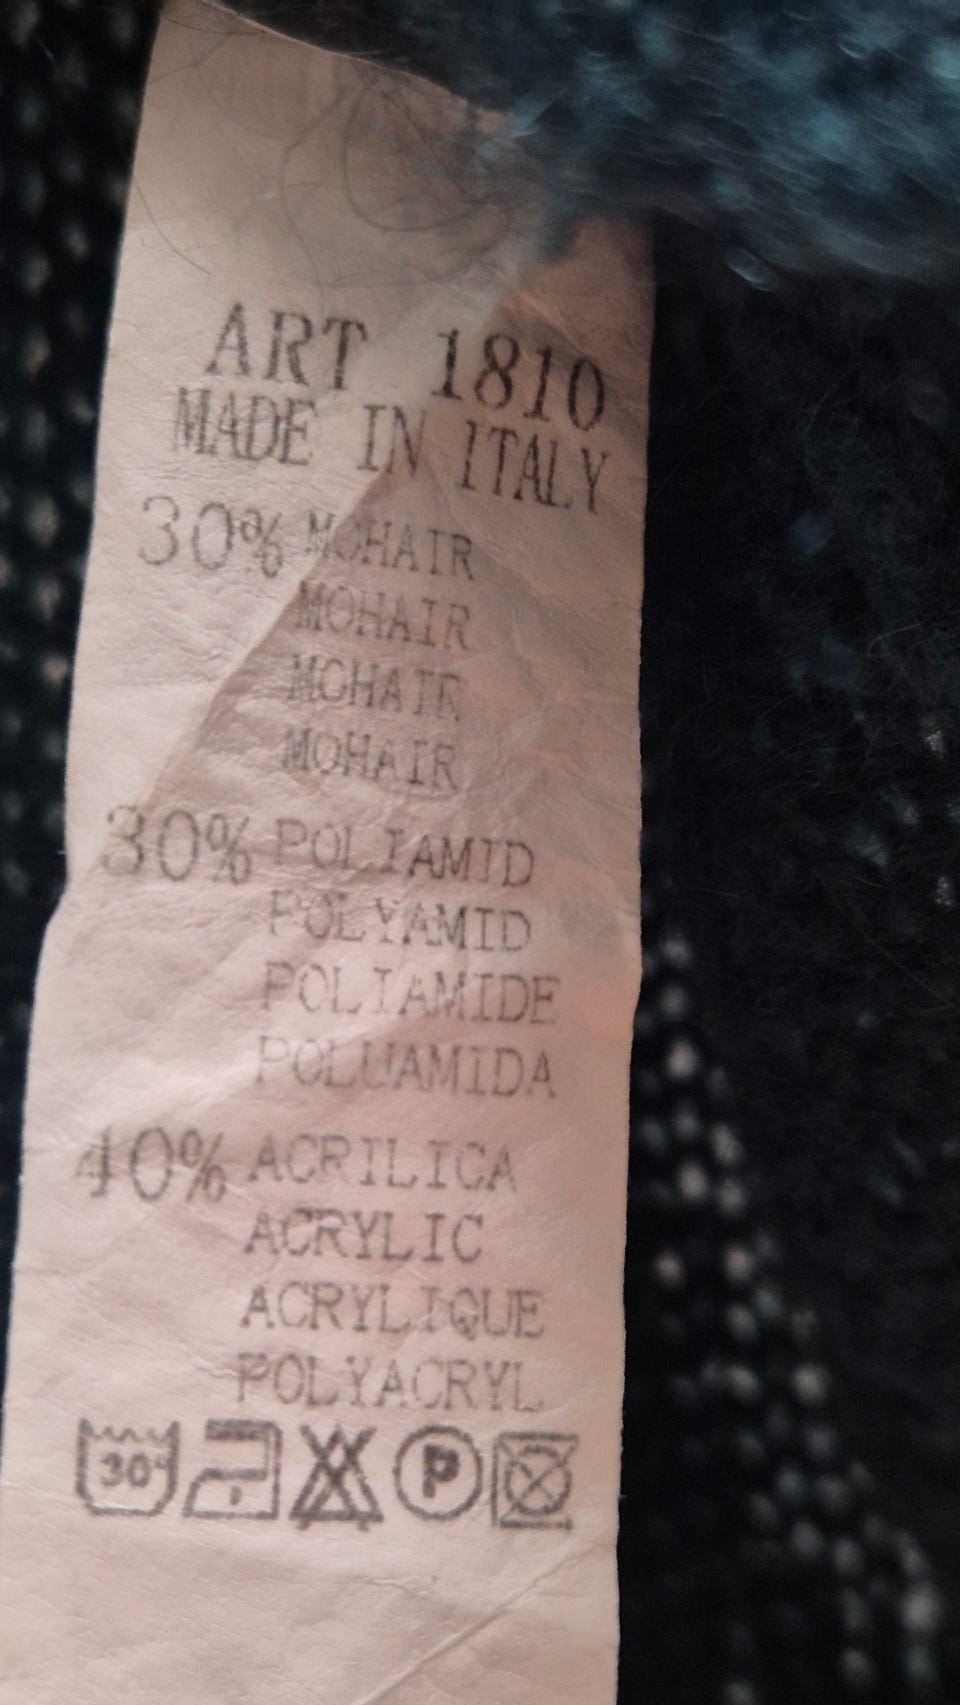 ART 1810
MADE IN ITALY
30% MOHAIR
MOHAIR
MOHAIR
MOHAIR
30% POLIAMID
POLYAMID
POLIAMIDE
POLUAMIDA
40% ACRILICA
ACRYLIC
ACRYLIQUE
POLYACRYL
30° P